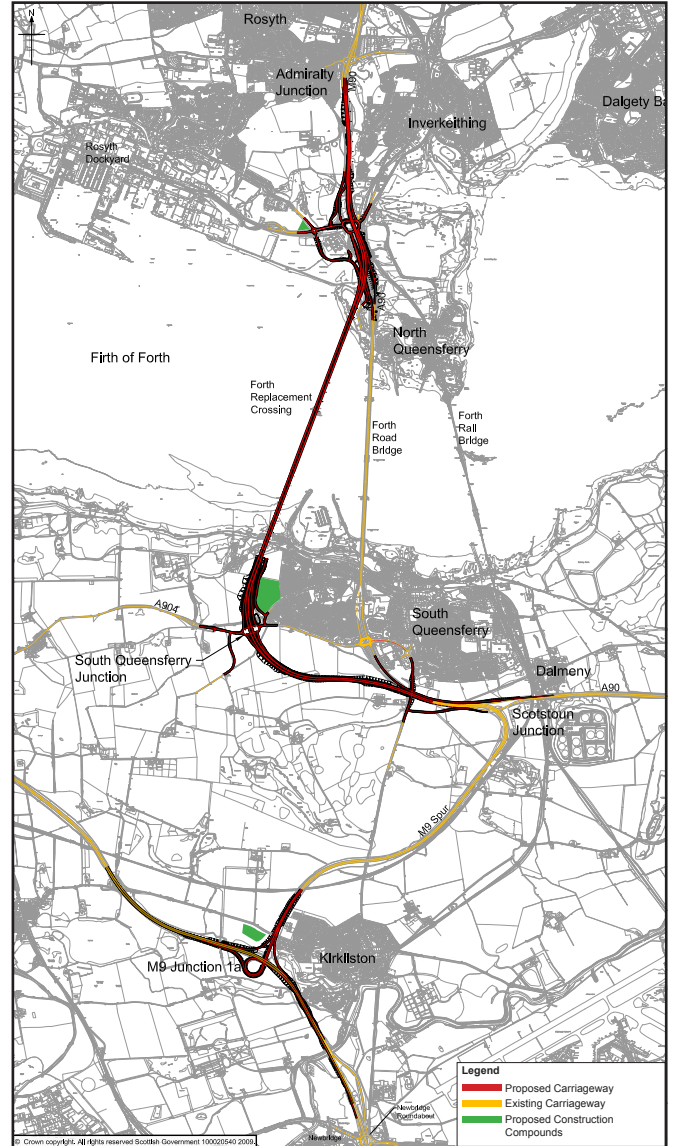 N
Rosyth
Admiralty
Junction
M90
Dalgety Ba
Inverkeithing
Rosyth
Dockyard
A90
North
Queensferry
Firth of Forth
Forth
Replacement
Crossing
Forth
Road
Bridge
Forth
Rail
Bridge
A904
South
Queensferry
South Queensferry
Junction
Dalmeny
A90
Scotstoun
Junction
M9 Spur
Kirkliston
M9 Junction 1a
Legend
Proposed Carriageway
Existing Carriageway
Proposed Construction
Compounds
Newbridge
Roundabout
Newbridge
© Crown copyright. All rights reserved Scottish Government 100020540 2009.